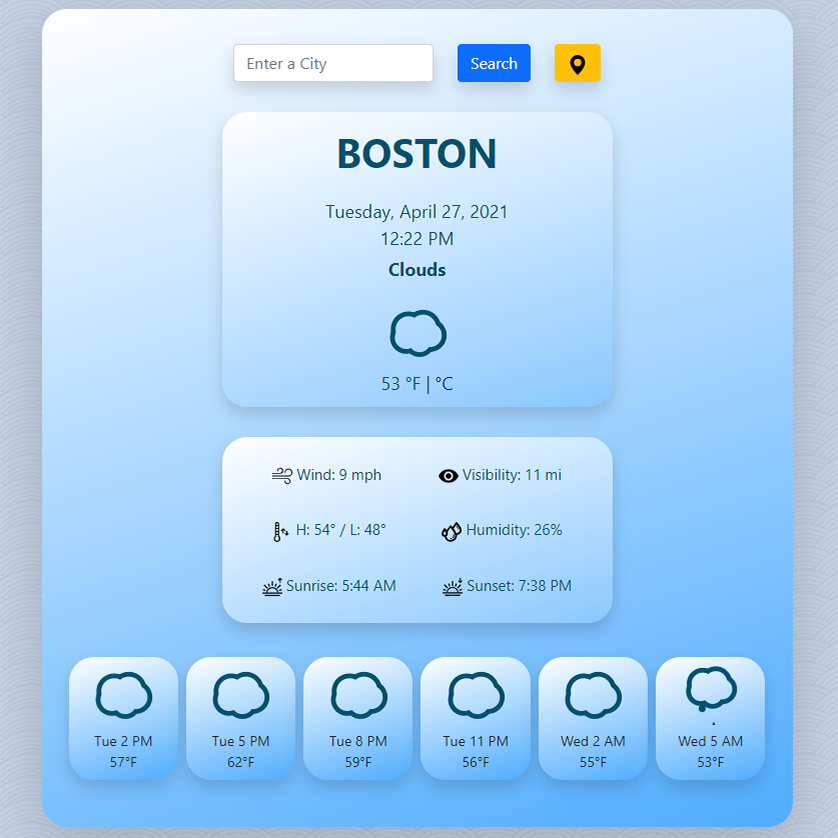 Enter a City
Search
BOSTON
Tuesday, April 27, 2021
12:22 PM
Clouds
53 °F | °C
Wind: 9 mph
Visibility: 11 mi
H: 54° / L: 48°
Humidity: 26%
Sunrise: 5:44 AM
Sunset: 7:38 PM
Tue 2 PM
57°F
Tue 5 PM
62°F
Tue 8 PM
59°F
Tue 11 PM
56°F
Wed 2 AM
55°F
Wed 5 AM
53°F